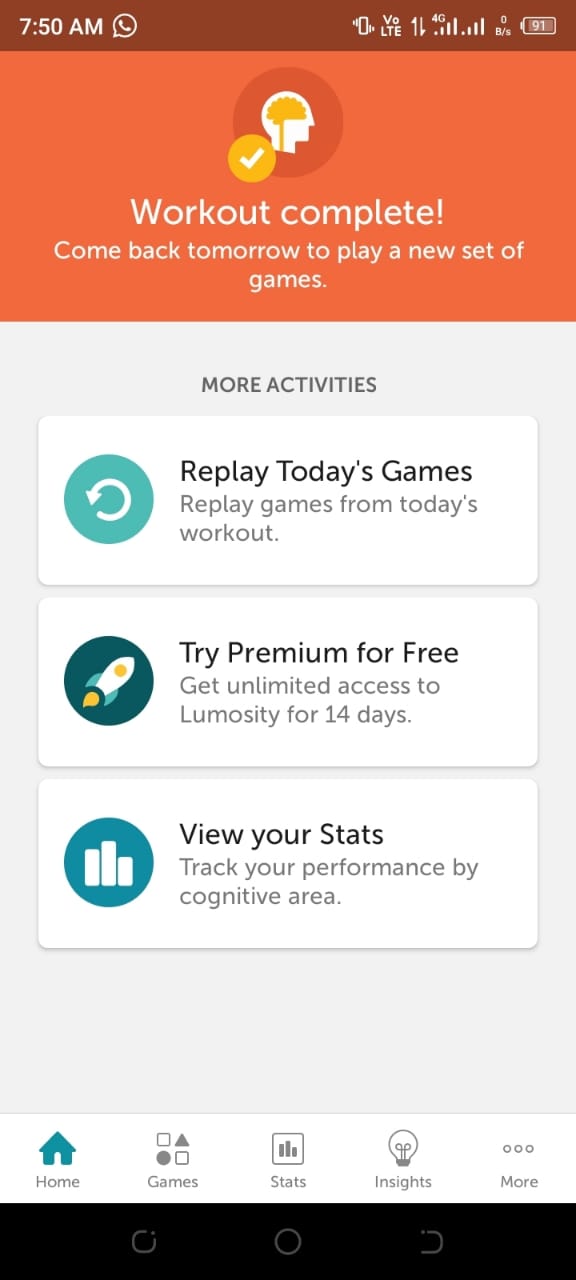 7:50 AM
Vo LTE 4G 0 B/s 91
Workout complete!
Come back tomorrow to play a new set of
games.
MORE ACTIVITIES
Replay Today's Games
Replay games from today's
workout.
Try Premium for Free
Get unlimited access to
Lumosity for 14 days.
View your Stats
Track your performance by
cognitive area.
Home Games Stats Insights More